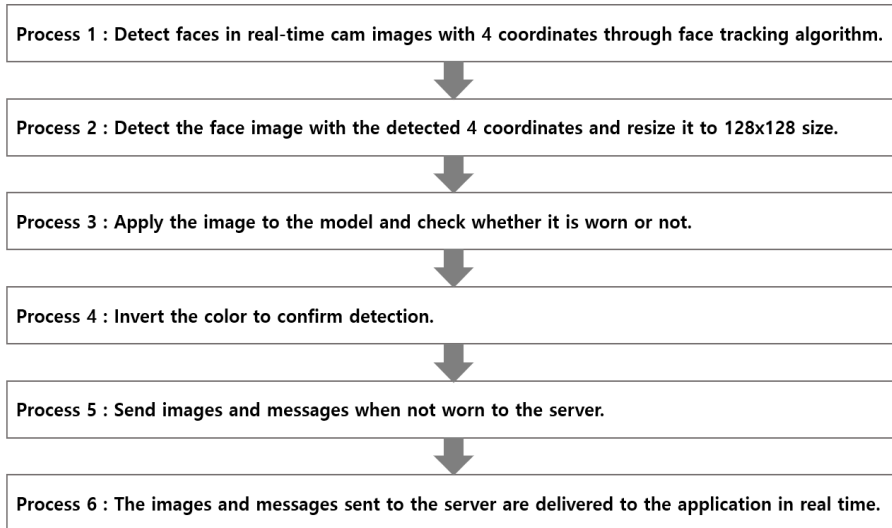 Process 1 : Detect faces in real-time cam images with 4 coordinates through face tracking algorithm.
Process 2 : Detect the face image with the detected 4 coordinates and resize it to 128x128 size.
Process 3 : Apply the image to the model and check whether it is worn or not.
Process 4 : Invert the color to confirm detection.
Process 5 : Send images and messages when not worn to the server.
Process 6 : The images and messages sent to the server are delivered to the application in real time.